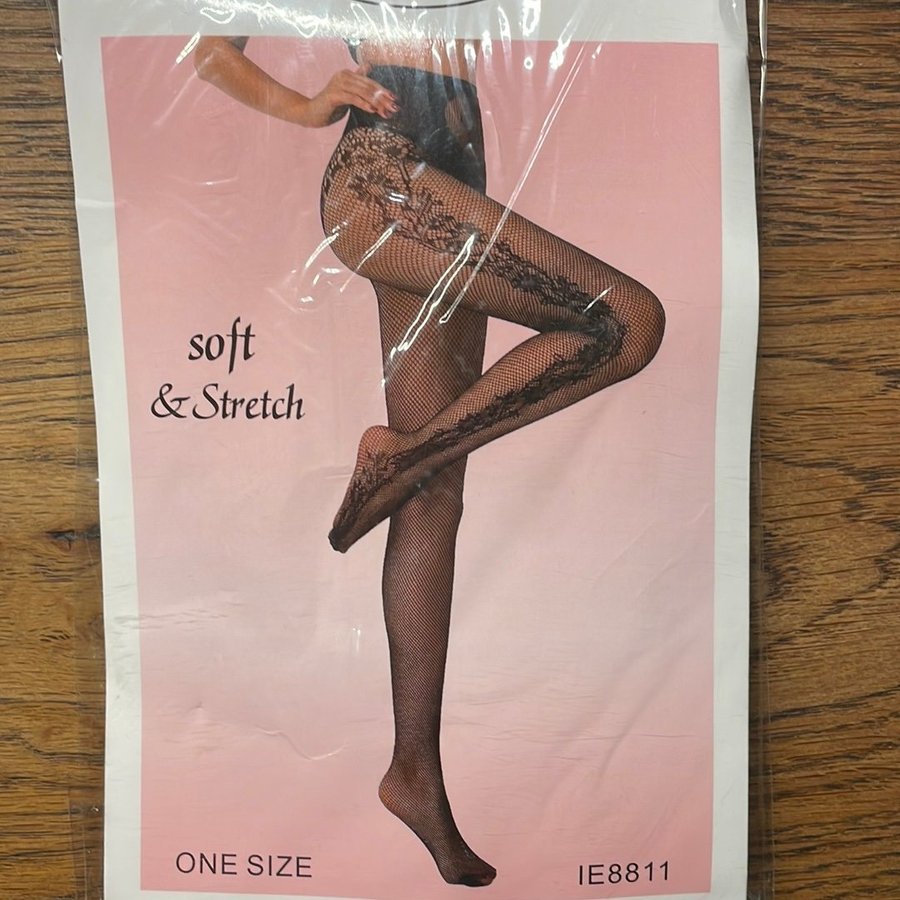 soft
& Stretch
ONE SIZE
IE8811